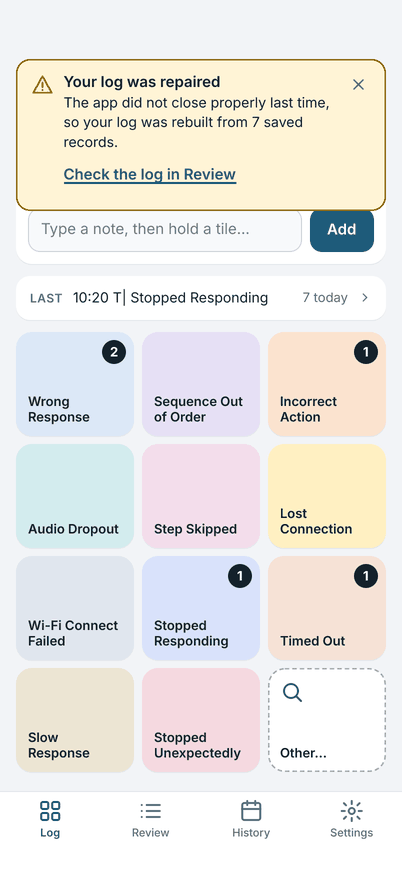 Your log was repaired
The app did not close properly last time,
so your log was rebuilt from 7 saved
records.
Check the log in Review
Type a note, then hold a tile...
Add
LAST 10:20 T| Stopped Responding 7 today
2
Wrong
Response
Sequence Out
of Order
1
Incorrect
Action
Audio Dropout
Step Skipped
Lost
Connection
Wi-Fi Connect
Failed
1
Stopped
Responding
1
Timed Out
Slow
Response
Stopped
Unexpectedly
Other...
Log
Review
History
Settings